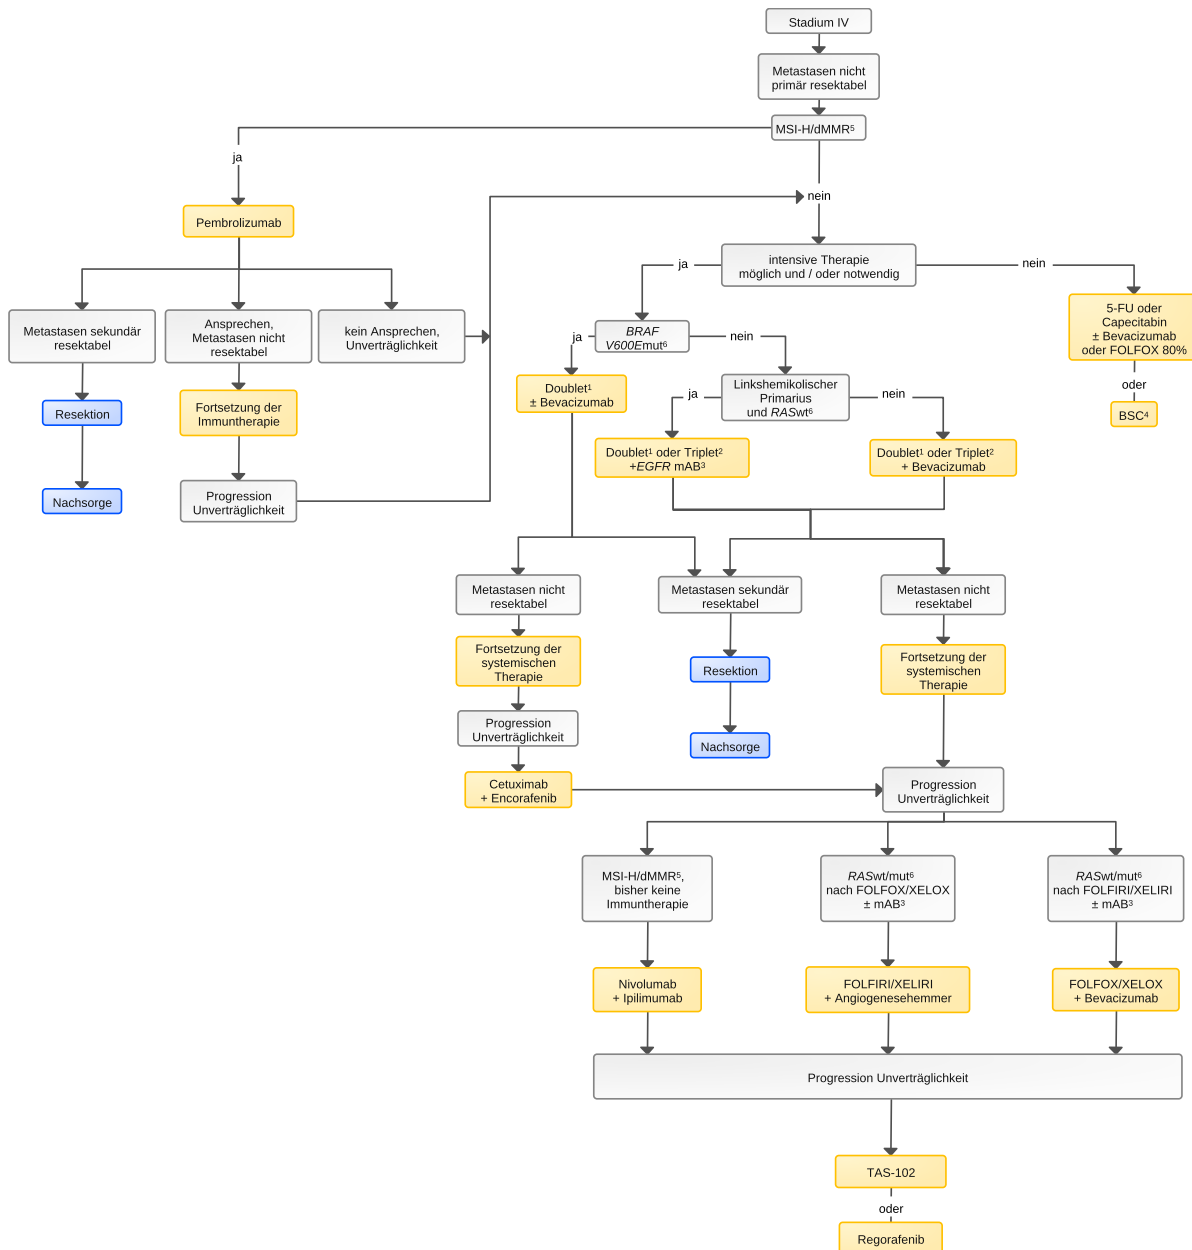 Stadium IV
Metastasen nicht
primär resektabel
MSI-H/dMMR⁵
ja
nein
Pembrolizumab
intensive Therapie
möglich und / oder notwendig
ja
nein
Metastasen sekundär
resektabel
Ansprechen,
Metastasen nicht
resektabel
kein Ansprechen,
Unverträglichkeit
5-FU oder
Capecitabin
± Bevacizumab
oder FOLFOX 80%
oder
BSC⁴
BRAF
V600Emut⁶
ja
nein
Resektion
Fortsetzung der
Immuntherapie
Doublet¹
± Bevacizumab
Linkshemikolischer
Primarius
und RASwt⁶
ja
nein
Doublet¹ oder Triplet²
+EGFR mAB³
Doublet¹ oder Triplet²
+ Bevacizumab
Nachsorge
Progression
Unverträglichkeit
Metastasen nicht
resektabel
Metastasen sekundär
resektabel
Metastasen nicht
resektabel
Fortsetzung der
systemischen
Therapie
Resektion
Fortsetzung der
systemischen
Therapie
Progression
Unverträglichkeit
Nachsorge
Cetuximab
+ Encorafenib
Progression
Unverträglichkeit
MSI-H/dMMR⁵,
bisher keine
Immuntherapie
RASwt/mut⁶
nach FOLFOX/XELOX
± mAB³
RASwt/mut⁶
nach FOLFIRI/XELIRI
± mAB³
Nivolumab
+ Ipilimumab
FOLFIRI/XELIRI
+ Angiogenesehemmer
FOLFOX/XELOX
+ Bevacizumab
Progression Unverträglichkeit
TAS-102
oder
Regorafenib